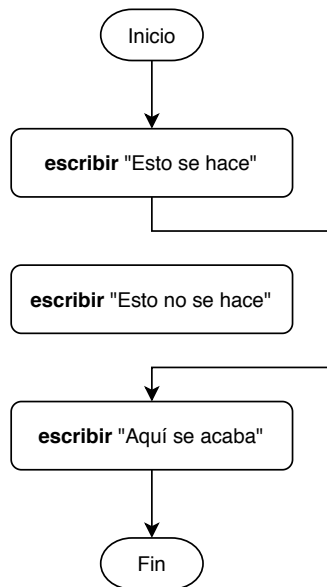 Inicio
escribir "Esto se hace"
escribir "Esto no se hace"
escribir "Aquí se acaba"
Fin